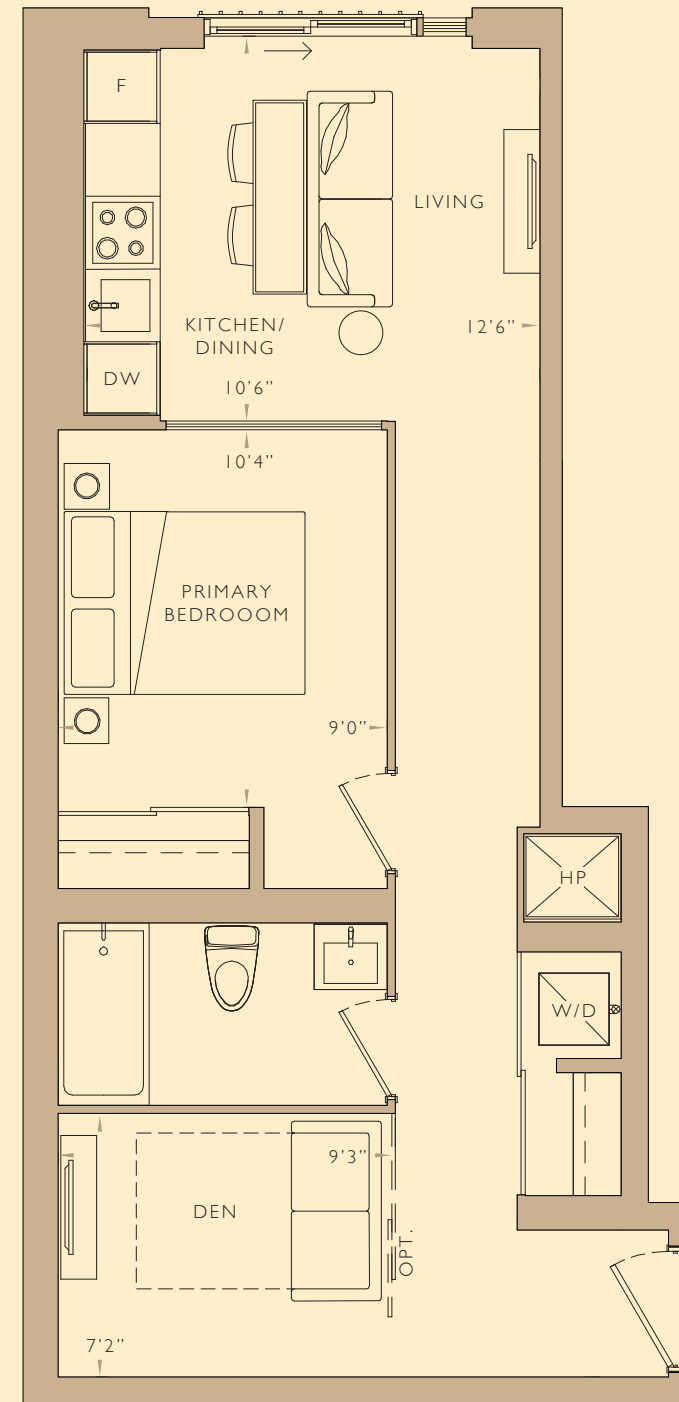 F
LIVING
KITCHEN/
DINING
12'6"
DW
10'6"
10'4"
PRIMARY
BEDROOOM
9'0"
HP
W/D
9'3"
DEN
OPT.
7'2"